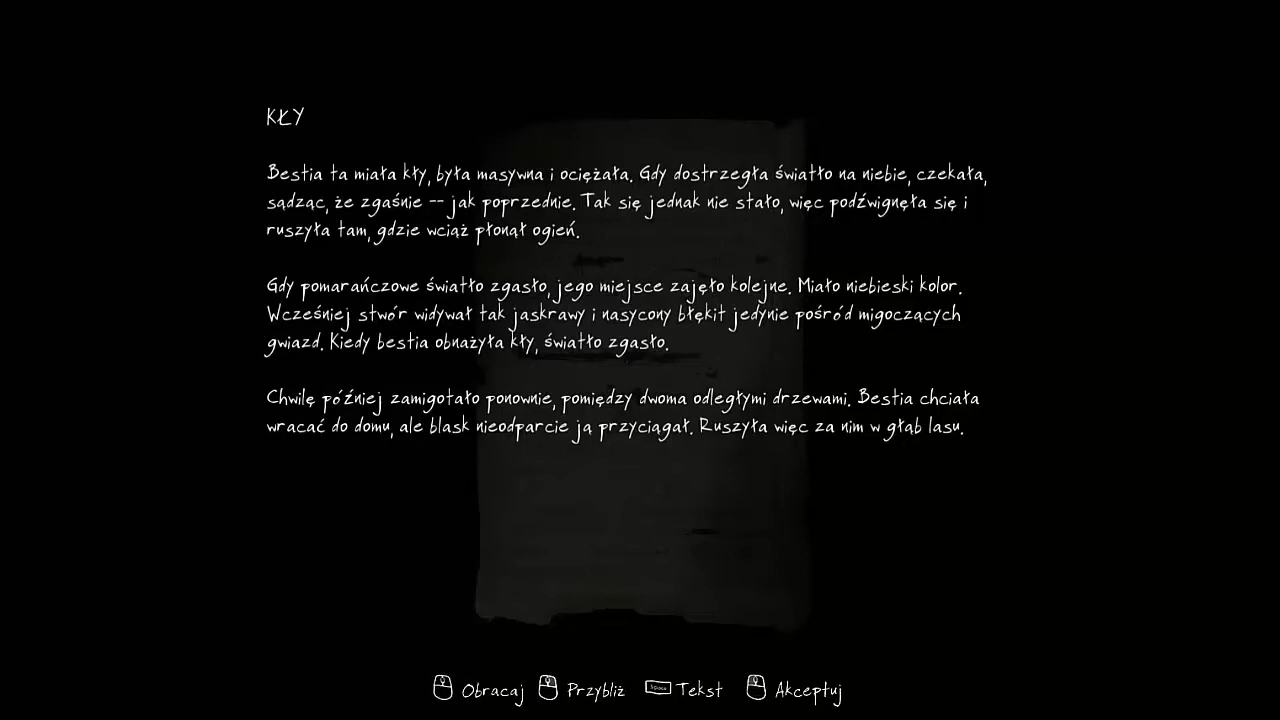 KŁY
Bestia ta miała kły, była masywna i ociężała. Gdy dostrzegła światło na niebie, czekała,
sądząc, że zgaśnie -- jak poprzednie. Tak się jednak nie stało, więc podźwignęła się i
ruszyła tam, gdzie wciąż płonął ogień.
Gdy pomarańczowe światło zgasło, jego miejsce zajęło kolejne. Miało niebieski kolor.
Wcześniej stwór widywał tak jaskrawy i nasycony błękit jedynie pośród migoczących
gwiazd. Kiedy bestia obnażyła kły, światło zgasło.
Chwilę później zamigotało ponownie, pomiędzy dwoma odległymi drzewami. Bestia chciała
wracać do domu, ale blask nieodparcie ją przyciągał. Ruszyła więc za nim w głąb lasu.
Obracaj Przybliż Space Tekst Akceptuj